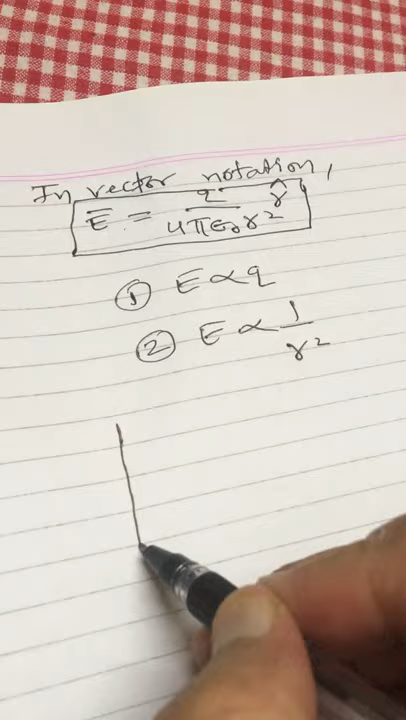 In vector notation,
E̅ = q / 4πε₀r² r̂
① E ∝ q
② E ∝ 1 / r²